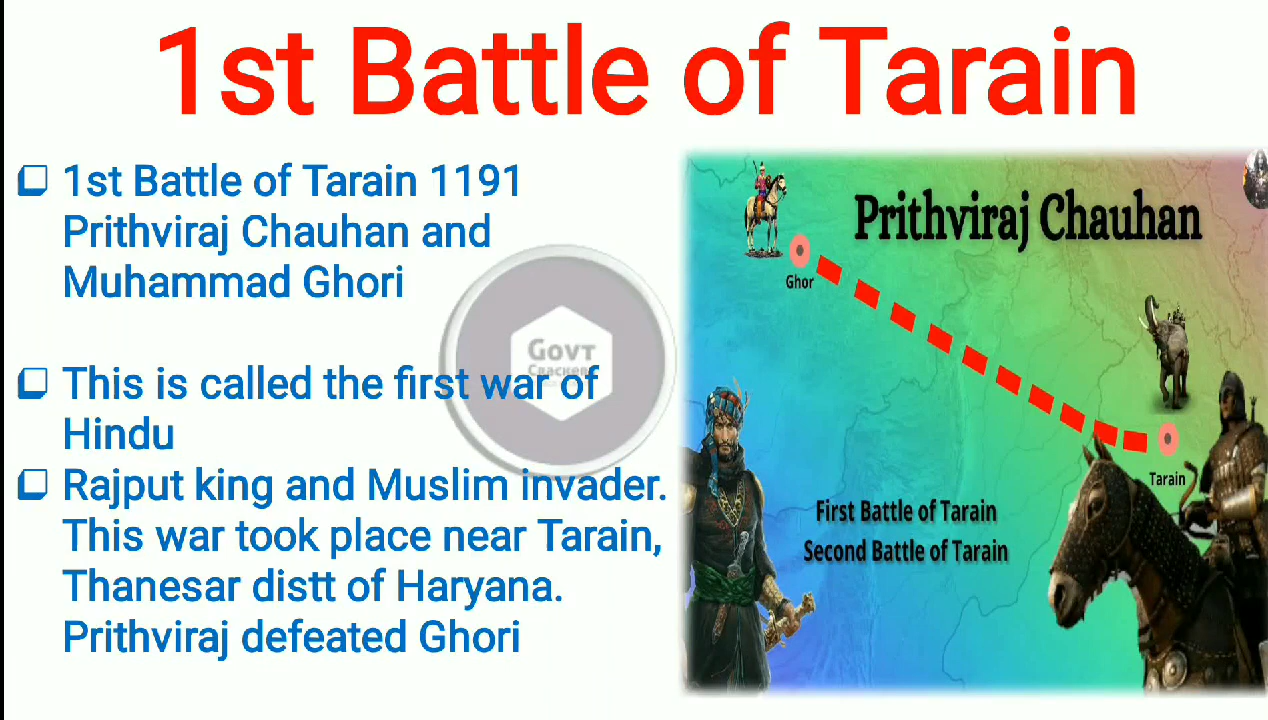 1st Battle of Tarain
1st Battle of Tarain 1191
Prithviraj Chauhan and
Muhammad Ghori
This is called the first war of
Hindu
Rajput king and Muslim invader.
This war took place near Tarain,
Thanesar distt of Haryana.
Prithviraj defeated Ghori
Govt
Crackers
Prithviraj Chauhan
Ghor
Tarain
First Battle of Tarain
Second Battle of Tarain